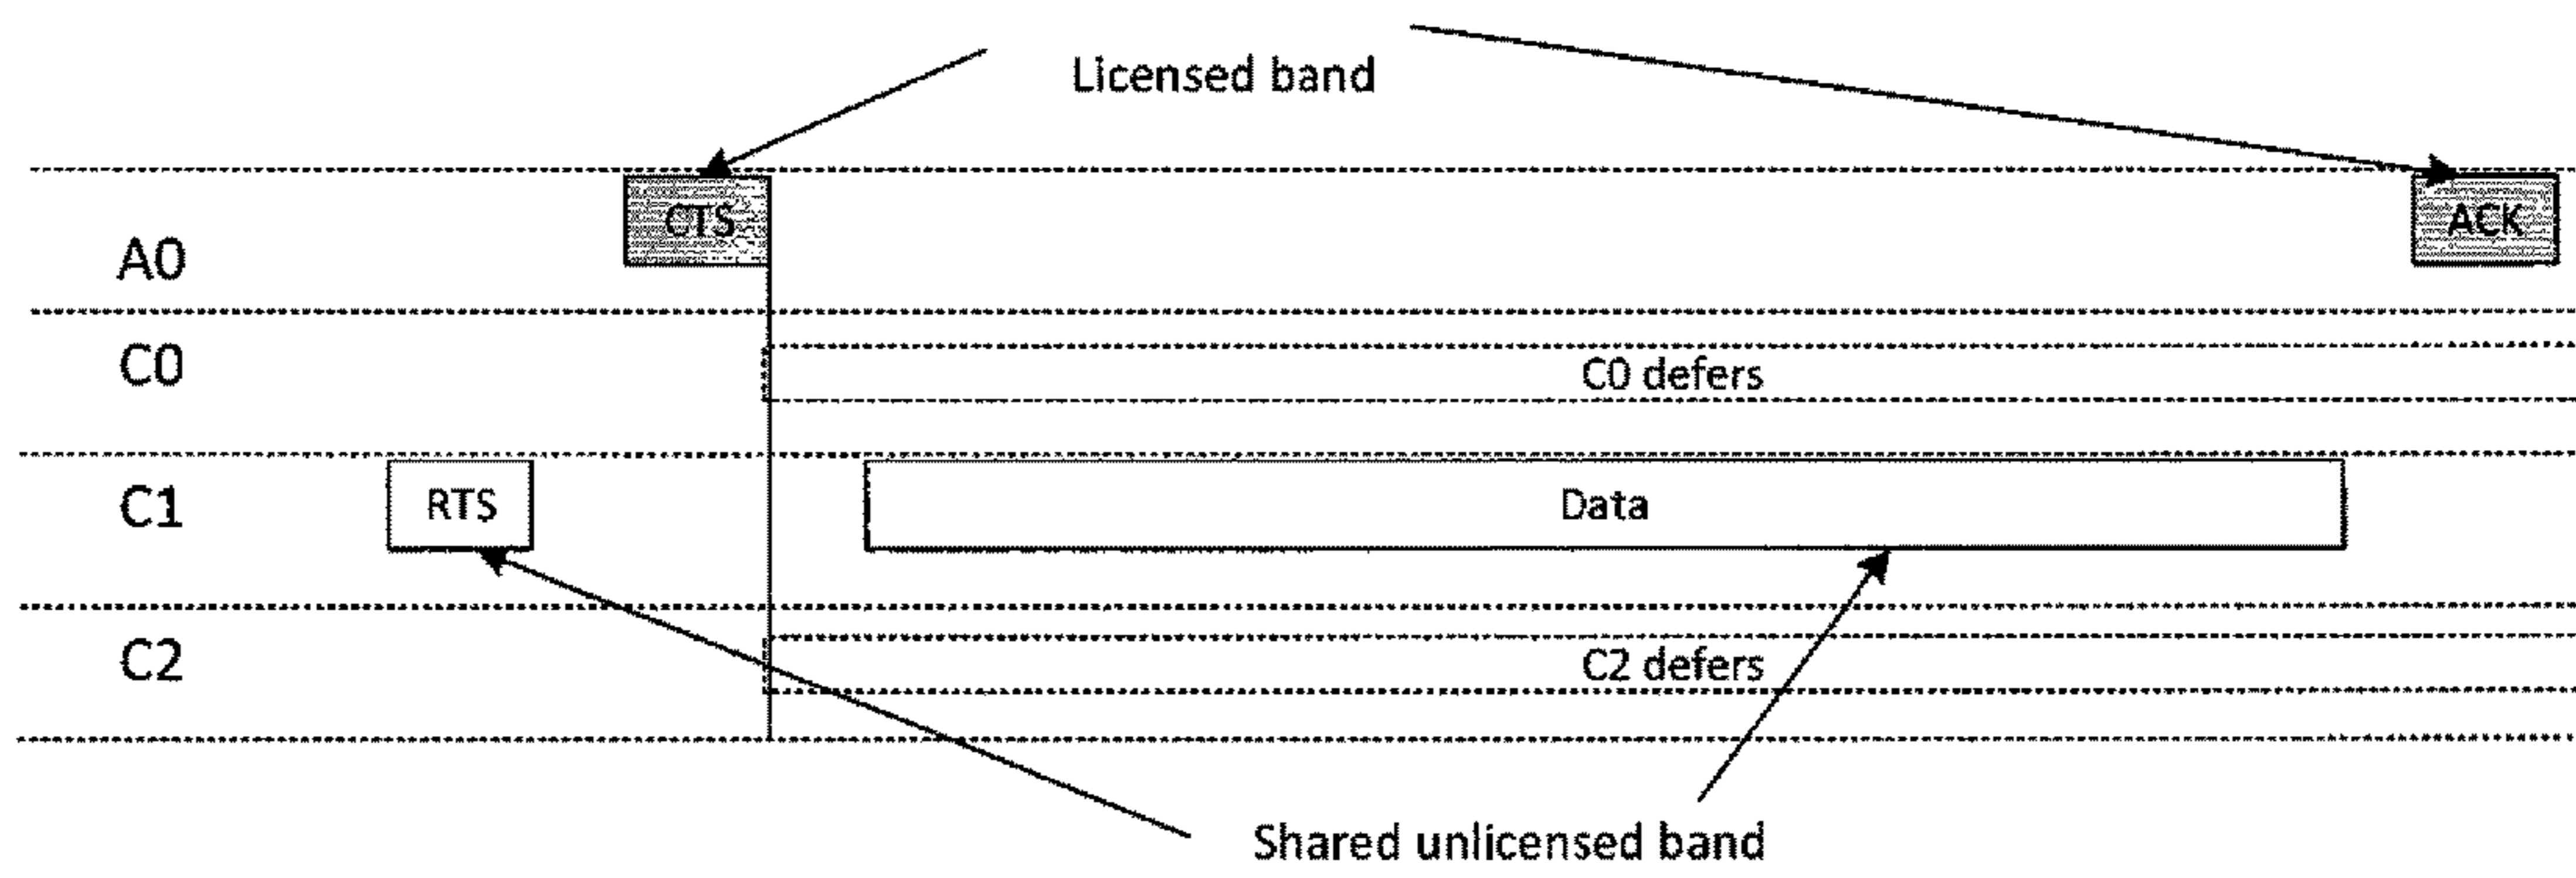 Licensed band
CTS
ACK
A0
C0
C0 defers
C1
RTS
Data
C2
C2 defers
Shared unlicensed band